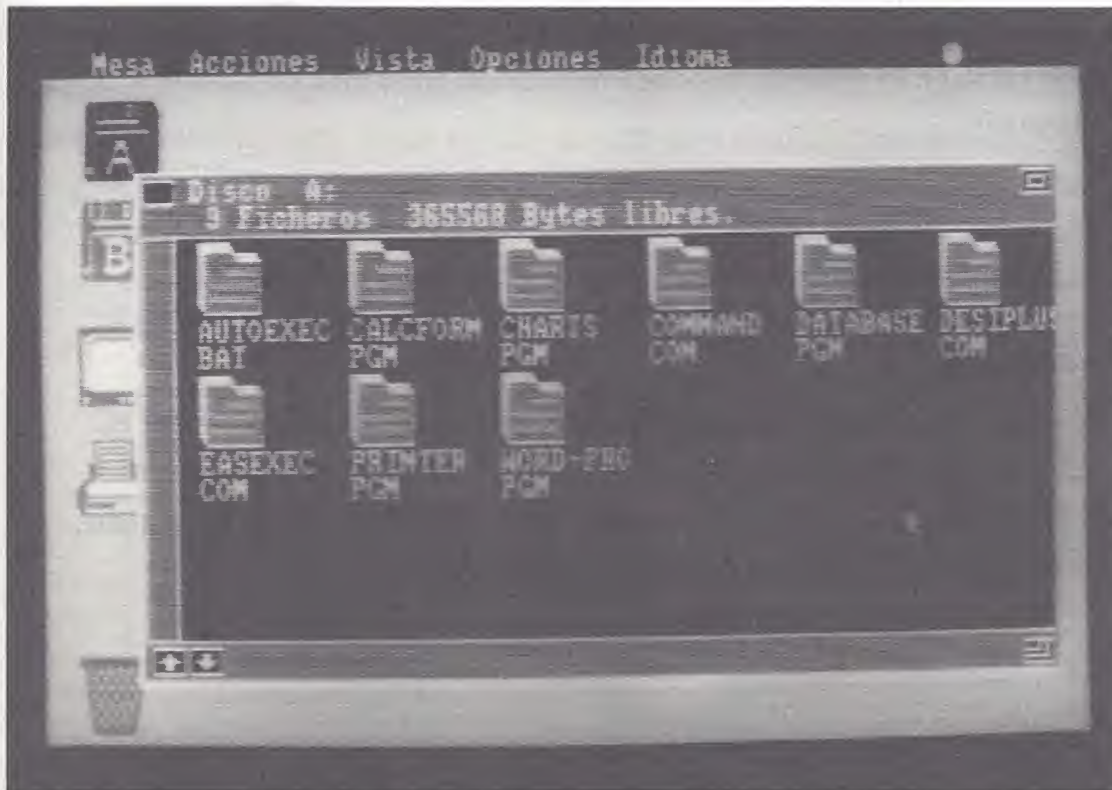 Mesa Acciones Vista Opciones Idioma
A
B
Disco A:
9 Ficheros 365568 Bytes libres.
AUTOEXEC CALCFORM CHARTS COMMAND DATABASE DESIPLUS
BAT PGM PGM COM PGM COM
EASEXEC PRINTER WORD-PRO
COM PGM PGM